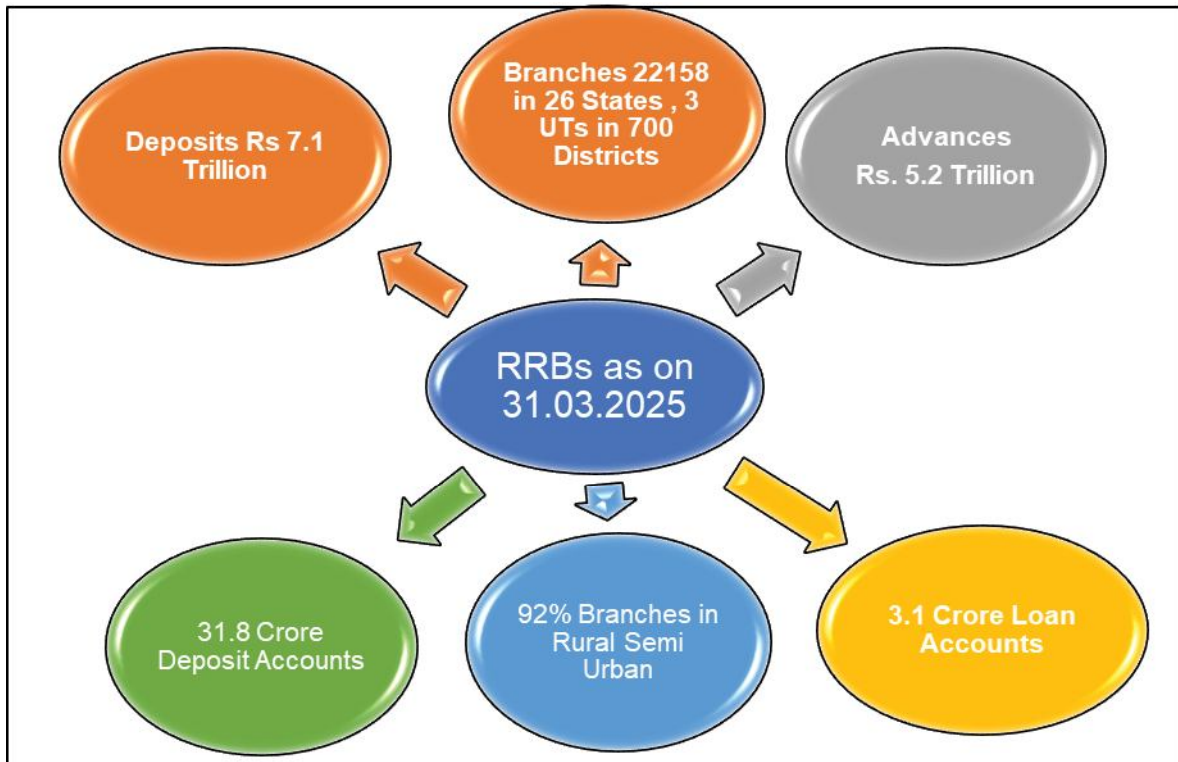 Deposits Rs 7.1
Trillion
Branches 22158
in 26 States , 3
UTs in 700
Districts
Advances
Rs. 5.2 Trillion
RRBs as on
31.03.2025
31.8 Crore
Deposit Accounts
92% Branches in
Rural Semi
Urban
3.1 Crore Loan
Accounts